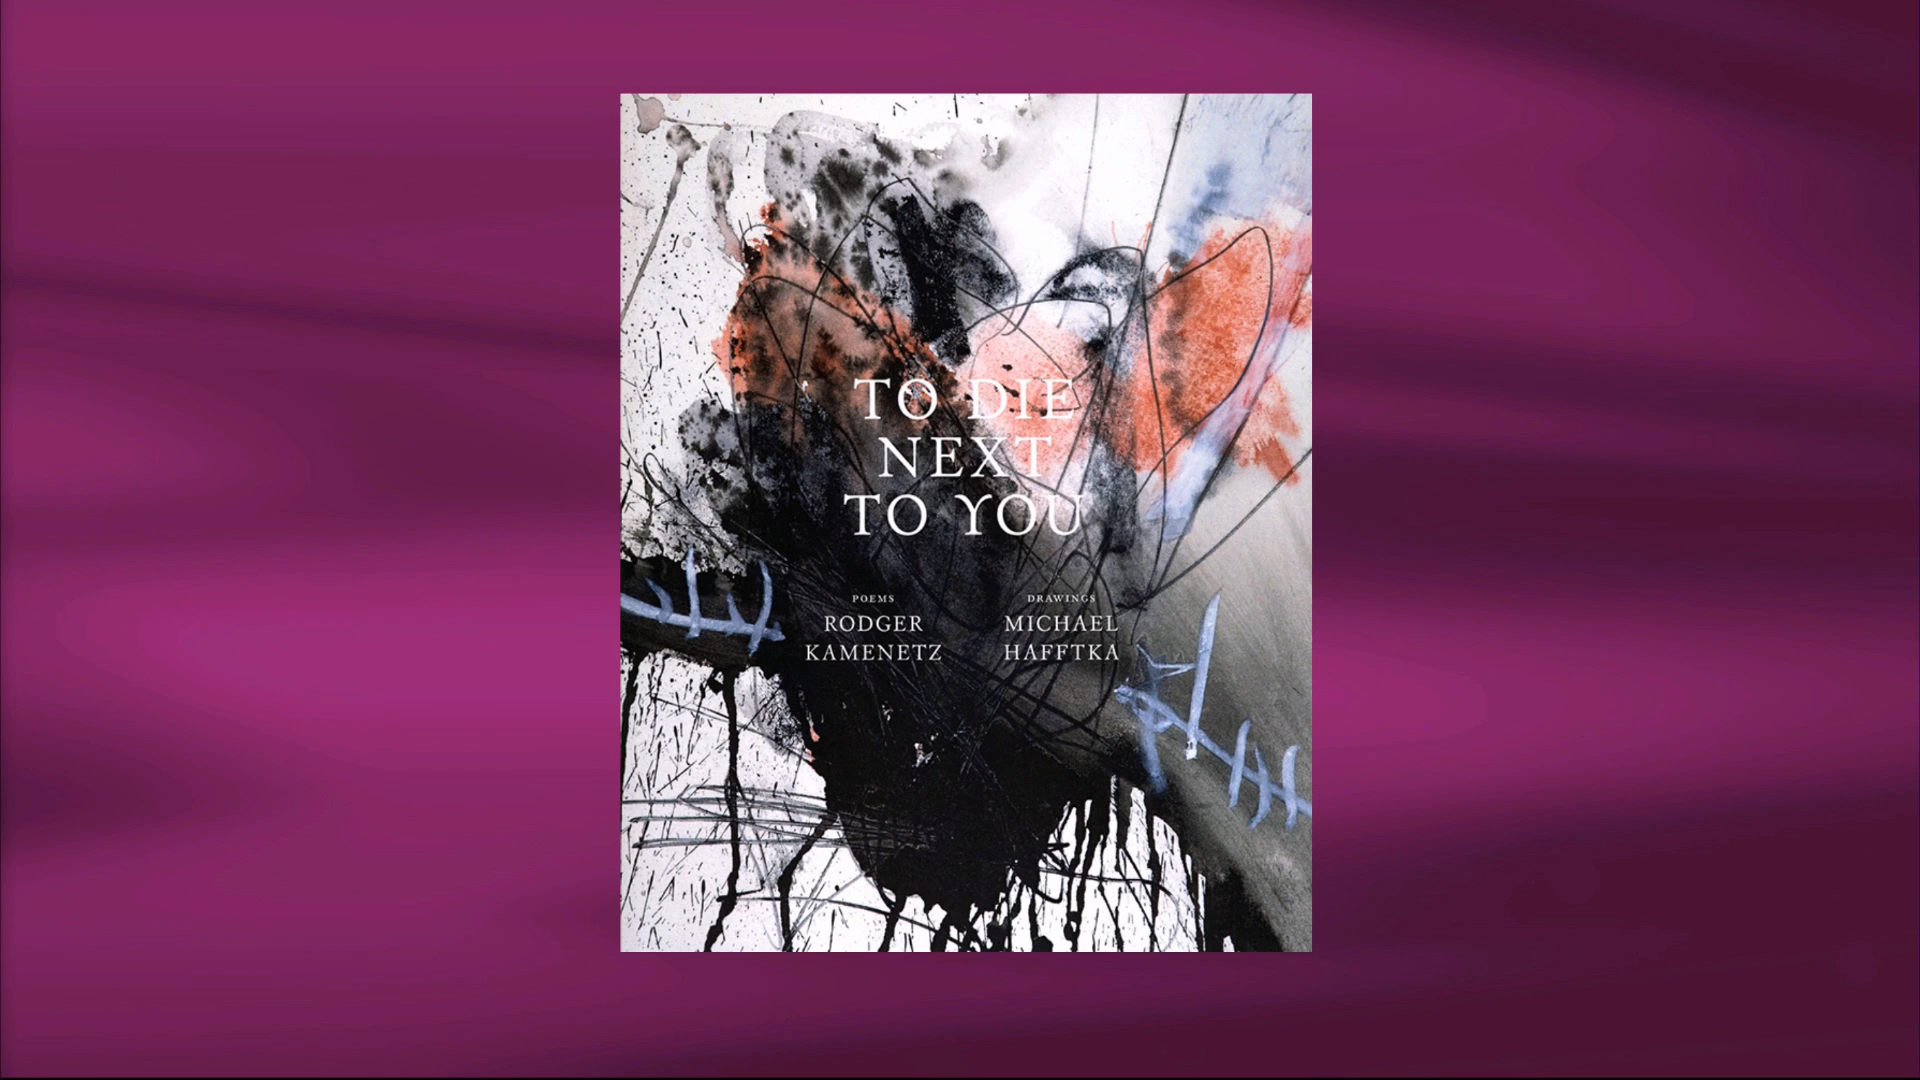 TO DIE
NEXT
TO YOU
POEMS
RODGER
KAMENETZ
DRAWINGS
MICHAEL
HAFFTKA